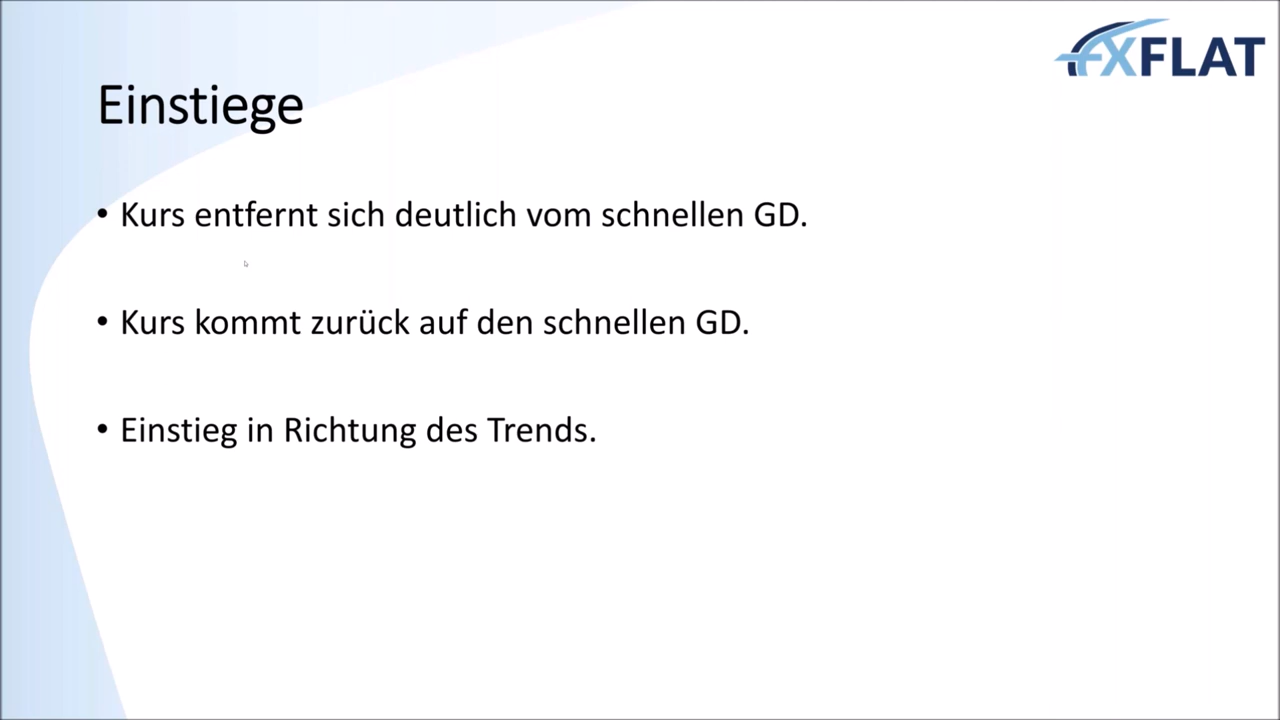 FXFLAT
Einstiege
• Kurs entfernt sich deutlich vom schnellen GD.
• Kurs kommt zurück auf den schnellen GD.
• Einstieg in Richtung des Trends.